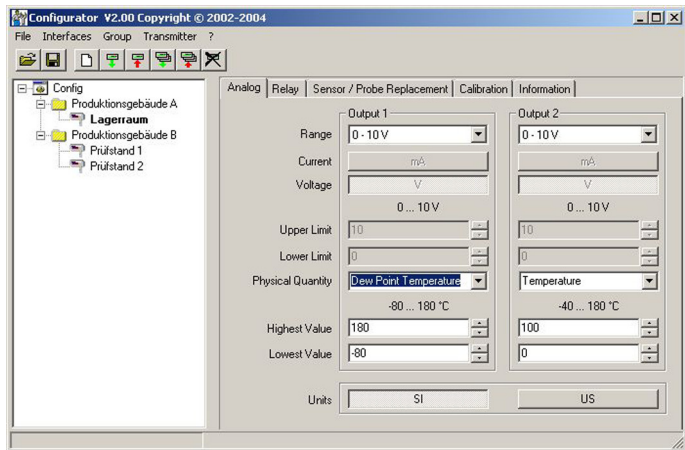 Configurator V2.00 Copyright © 2002-2004
File Interfaces Group Transmitter ?
Config
Produktionsgebäude A
Lagerraum
Produktionsgebäude B
Prüfstand 1
Prüfstand 2
Analog Relay Sensor / Probe Replacement Calibration Information
Output 1 Output 2
Range 0 - 10 V 0 - 10 V
Current mA mA
Voltage V V
0 ... 10 V 0 ... 10 V
Upper Limit 10 10
Lower Limit 0 0
Physical Quantity Dew Point Temperature Temperature
-80 ... 180 °C -40 ... 180 °C
Highest Value 180 100
Lowest Value -80 0
Units SI US